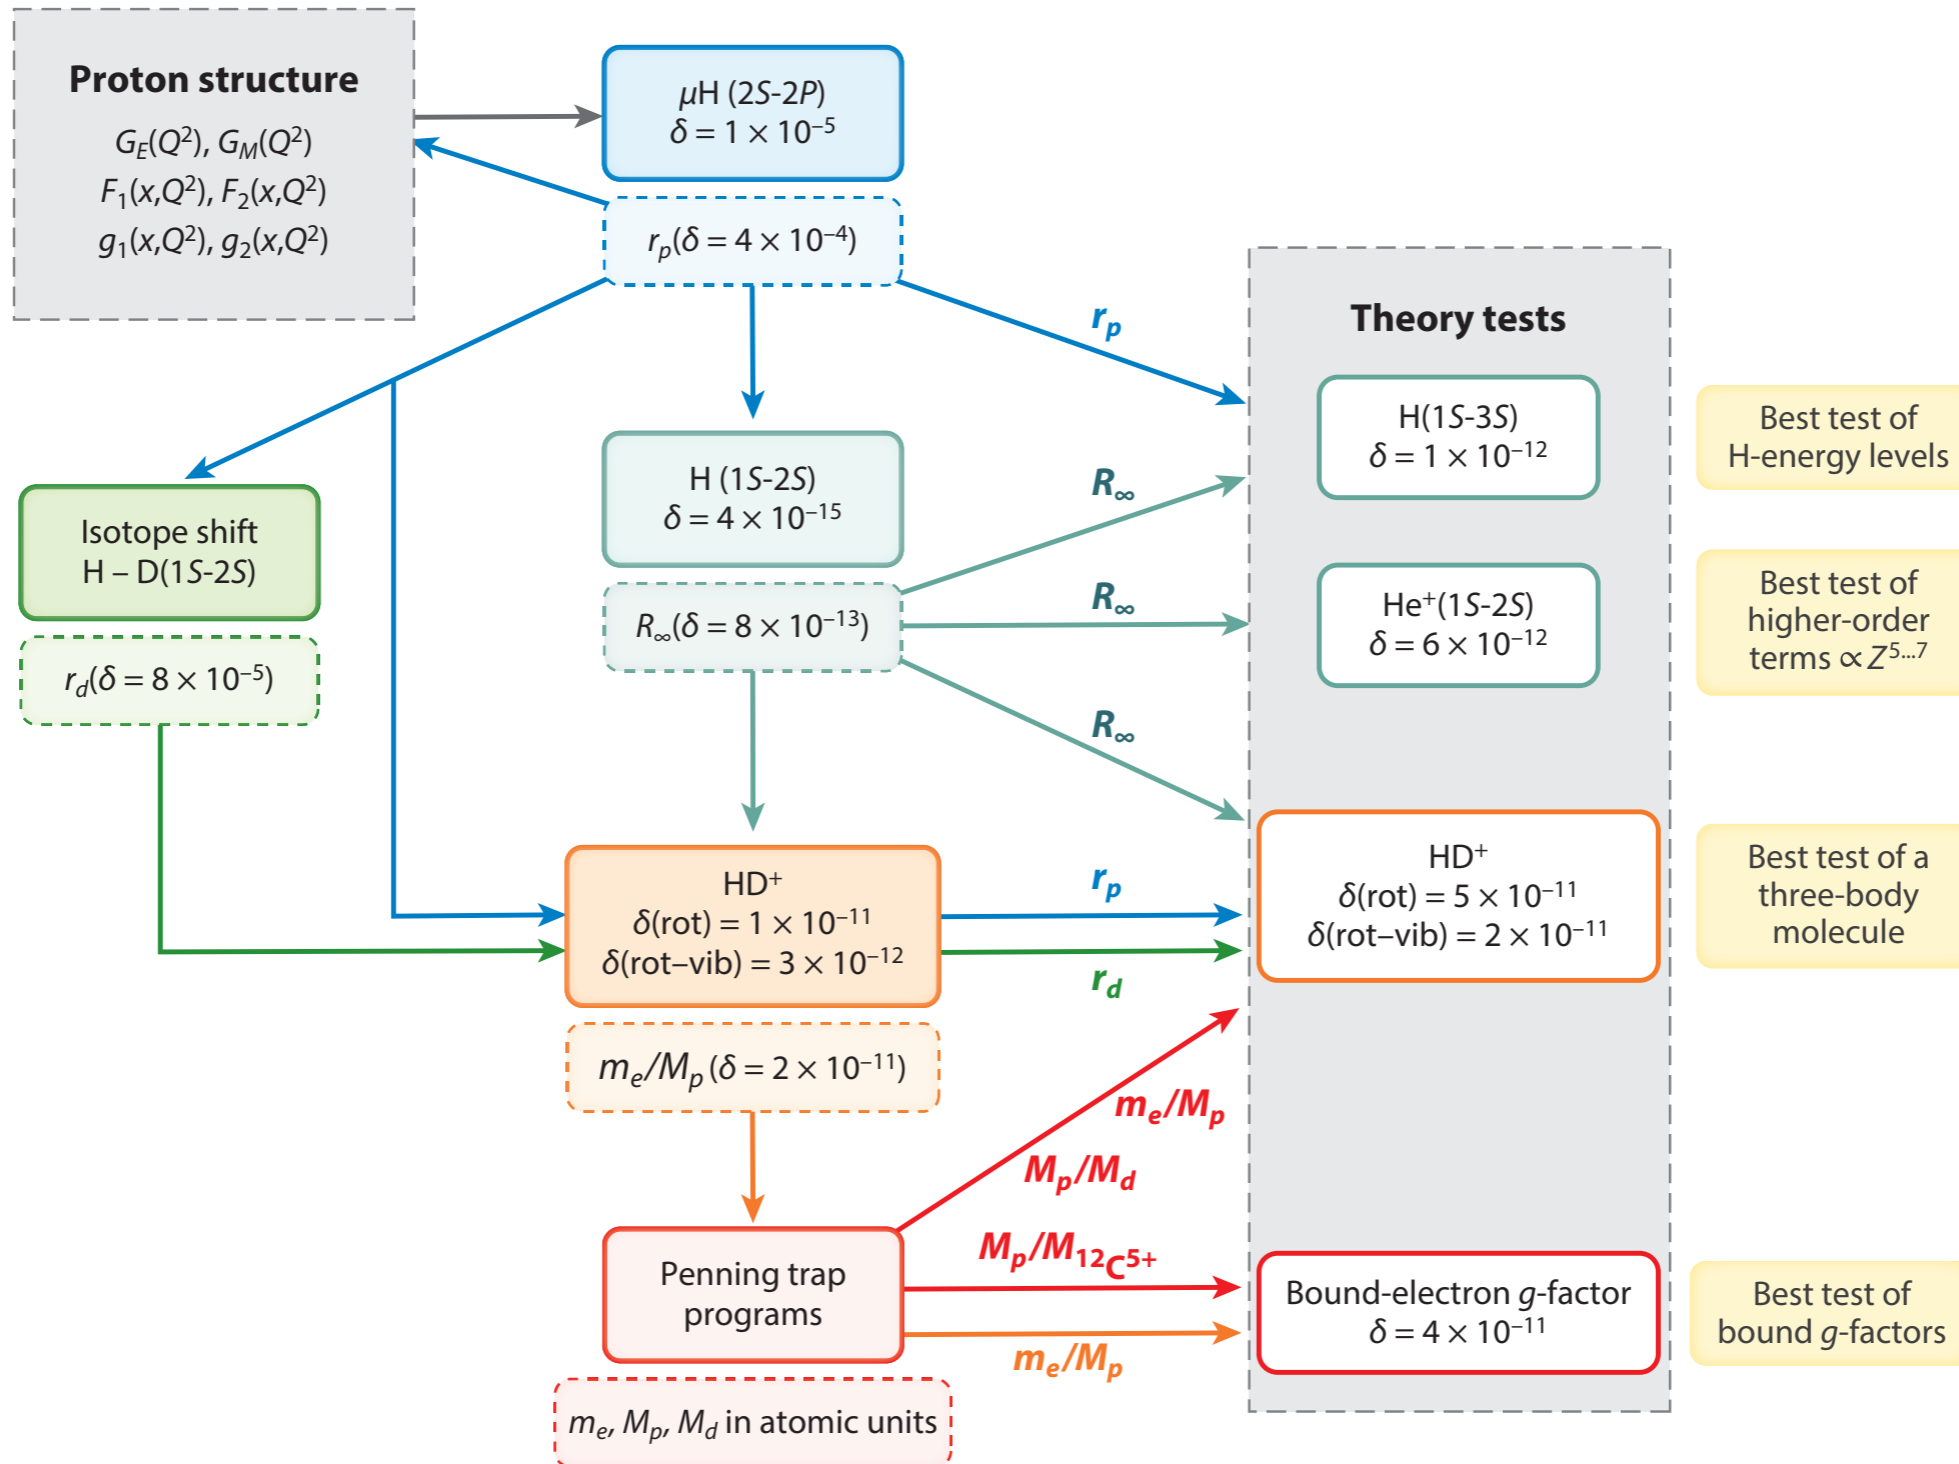 Proton structure
G_E(Q²), G_M(Q²)
F₁(x,Q²), F₂(x,Q²)
g₁(x,Q²), g₂(x,Q²)
μH (2S-2P)
δ = 1 × 10⁻⁵
r_p(δ = 4 × 10⁻⁴)
r_p
Theory tests
H(1S-3S)
δ = 1 × 10⁻¹²
Best test of
H-energy levels
H (1S-2S)
δ = 4 × 10⁻¹⁵
R_∞
Isotope shift
H – D(1S-2S)
R_∞(δ = 8 × 10⁻¹³)
R_∞
He⁺(1S-2S)
δ = 6 × 10⁻¹²
Best test of
higher-order
terms ∝ Z⁵…⁷
r_d(δ = 8 × 10⁻⁵)
R_∞
HD⁺
δ(rot) = 1 × 10⁻¹¹
δ(rot–vib) = 3 × 10⁻¹²
r_p
r_d
HD⁺
δ(rot) = 5 × 10⁻¹¹
δ(rot–vib) = 2 × 10⁻¹¹
Best test of a
three-body
molecule
m_e/M_p (δ = 2 × 10⁻¹¹)
m_e/M_p
M_p/M_d
Penning trap
programs
M_p/M_¹²C⁵⁺
m_e/M_p
Bound-electron g-factor
δ = 4 × 10⁻¹¹
Best test of
bound g-factors
m_e, M_p, M_d in atomic units